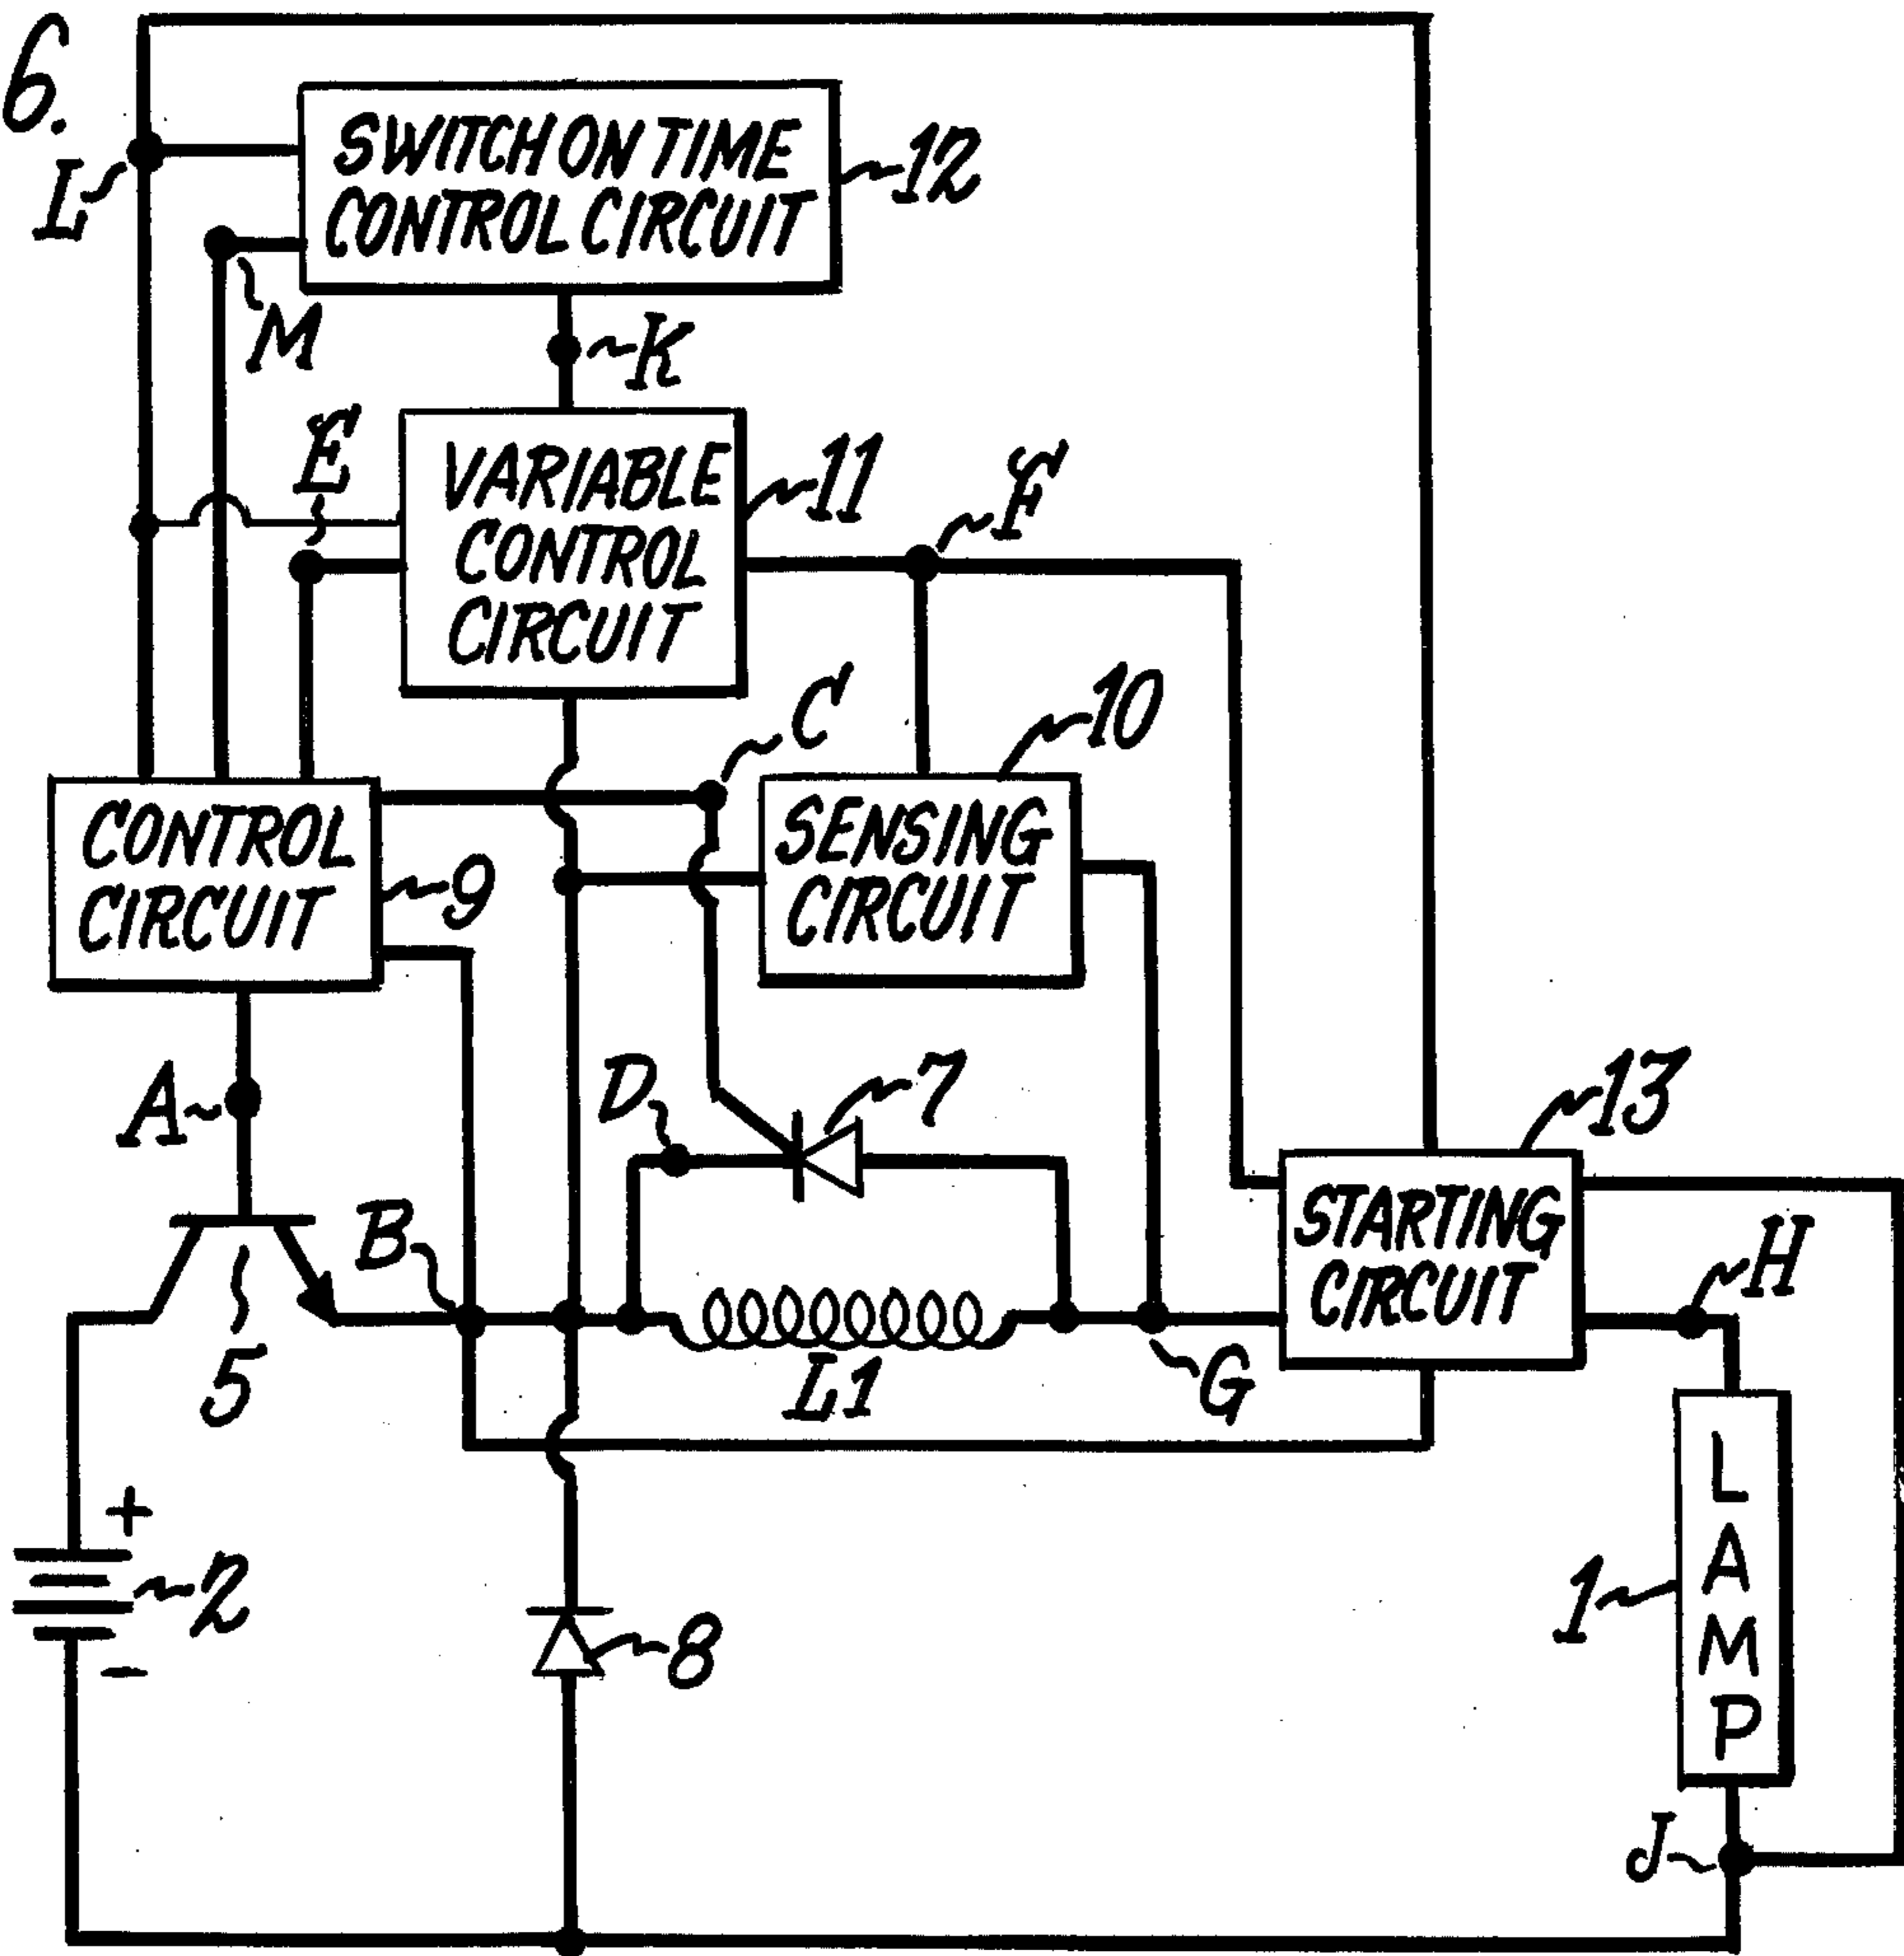 6.
SWITCH ON TIME
CONTROL CIRCUIT
12
L
M
K
E
VARIABLE
CONTROL
CIRCUIT
11
F
C
10
CONTROL
CIRCUIT
9
SENSING
CIRCUIT
A
D
7
13
B
STARTING
CIRCUIT
H
5
L1
G
+
2
-
8
1
LAMP
J